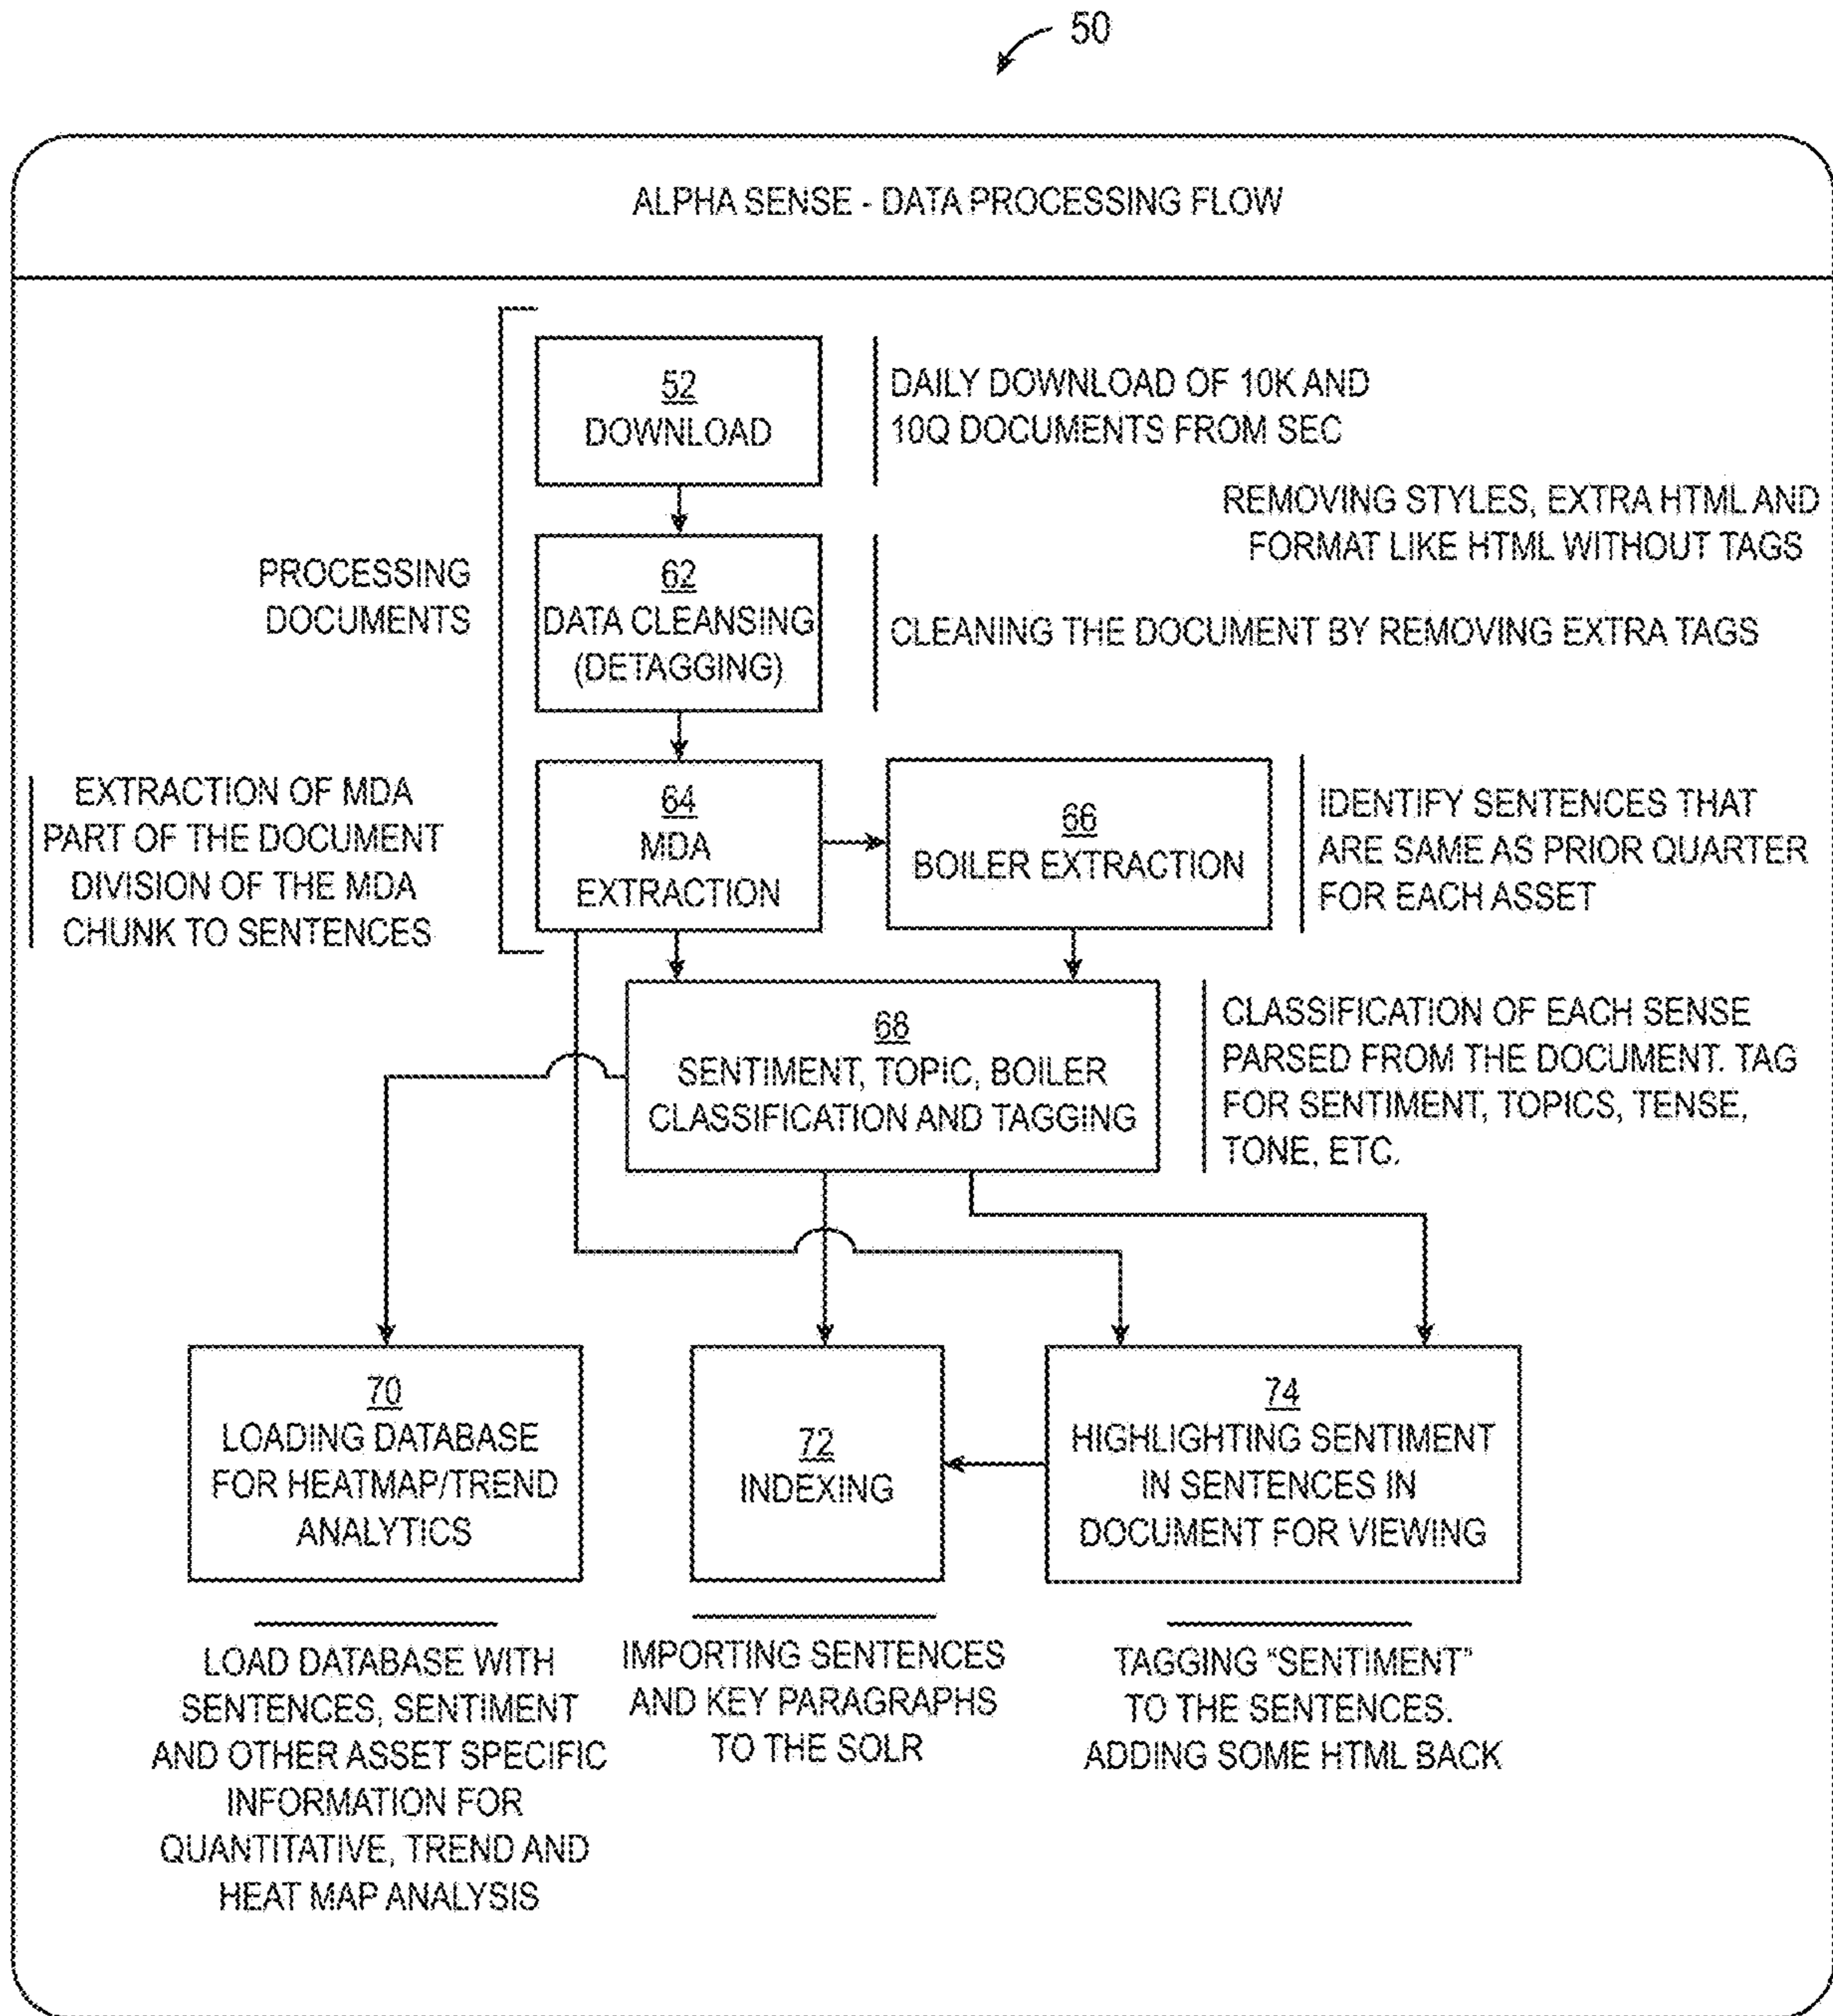 50
ALPHA SENSE - DATA PROCESSING FLOW
52
DOWNLOAD
DAILY DOWNLOAD OF 10K AND
10Q DOCUMENTS FROM SEC
REMOVING STYLES, EXTRA HTML AND
FORMAT LIKE HTML WITHOUT TAGS
PROCESSING
DOCUMENTS
62
DATA CLEANSING
(DETAGGING)
CLEANING THE DOCUMENT BY REMOVING EXTRA TAGS
EXTRACTION OF MDA
PART OF THE DOCUMENT
DIVISION OF THE MDA
CHUNK TO SENTENCES
64
MDA
EXTRACTION
66
BOILER EXTRACTION
IDENTIFY SENTENCES THAT
ARE SAME AS PRIOR QUARTER
FOR EACH ASSET
68
SENTIMENT, TOPIC, BOILER
CLASSIFICATION AND TAGGING
CLASSIFICATION OF EACH SENSE
PARSED FROM THE DOCUMENT. TAG
FOR SENTIMENT, TOPICS, TENSE,
TONE, ETC.
70
LOADING DATABASE
FOR HEATMAP/TREND
ANALYTICS
72
INDEXING
74
HIGHLIGHTING SENTIMENT
IN SENTENCES IN
DOCUMENT FOR VIEWING
LOAD DATABASE WITH
SENTENCES, SENTIMENT
AND OTHER ASSET SPECIFIC
INFORMATION FOR
QUANTITATIVE, TREND AND
HEAT MAP ANALYSIS
IMPORTING SENTENCES
AND KEY PARAGRAPHS
TO THE SOLR
TAGGING “SENTIMENT”
TO THE SENTENCES.
ADDING SOME HTML BACK